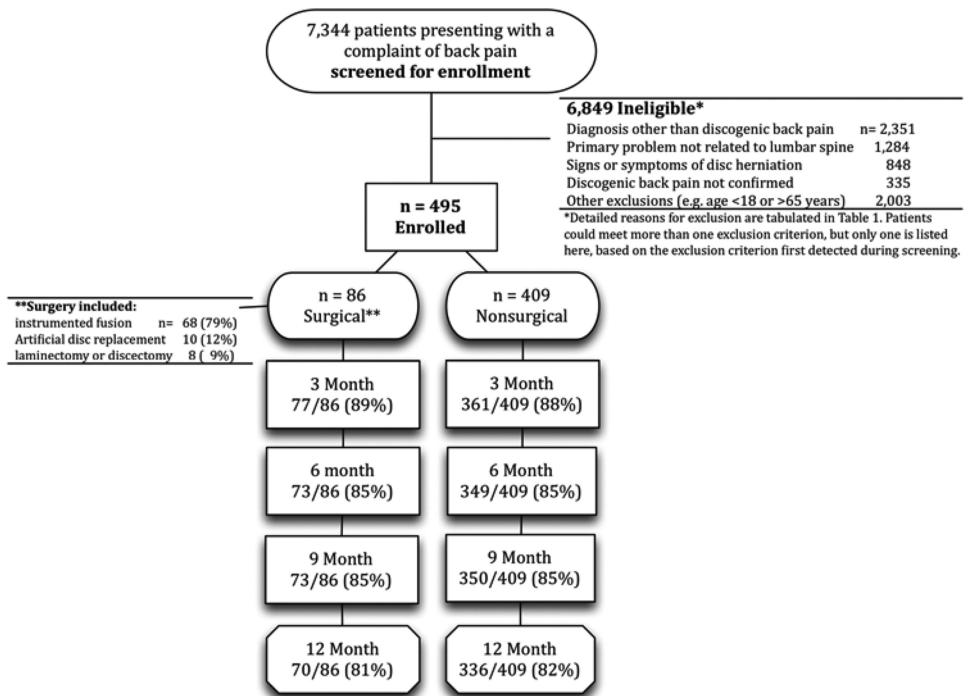 7,344 patients presenting with a
complaint of back pain
screened for enrollment
6,849 Ineligible*
Diagnosis other than discogenic back pain n= 2,351
Primary problem not related to lumbar spine 1,284
Signs or symptoms of disc herniation 848
Discogenic back pain not confirmed 335
Other exclusions (e.g. age <18 or >65 years) 2,003
*Detailed reasons for exclusion are tabulated in Table 1. Patients
could meet more than one exclusion criterion, but only one is listed
here, based on the exclusion criterion first detected during screening.
n = 495
Enrolled
n = 86
Surgical**
n = 409
Nonsurgical
**Surgery included:
instrumented fusion n= 68 (79%)
Artificial disc replacement 10 (12%)
laminectomy or discectomy 8 ( 9%)
3 Month
77/86 (89%)
3 Month
361/409 (88%)
6 month
73/86 (85%)
6 Month
349/409 (85%)
9 Month
73/86 (85%)
9 Month
350/409 (85%)
12 Month
70/86 (81%)
12 Month
336/409 (82%)